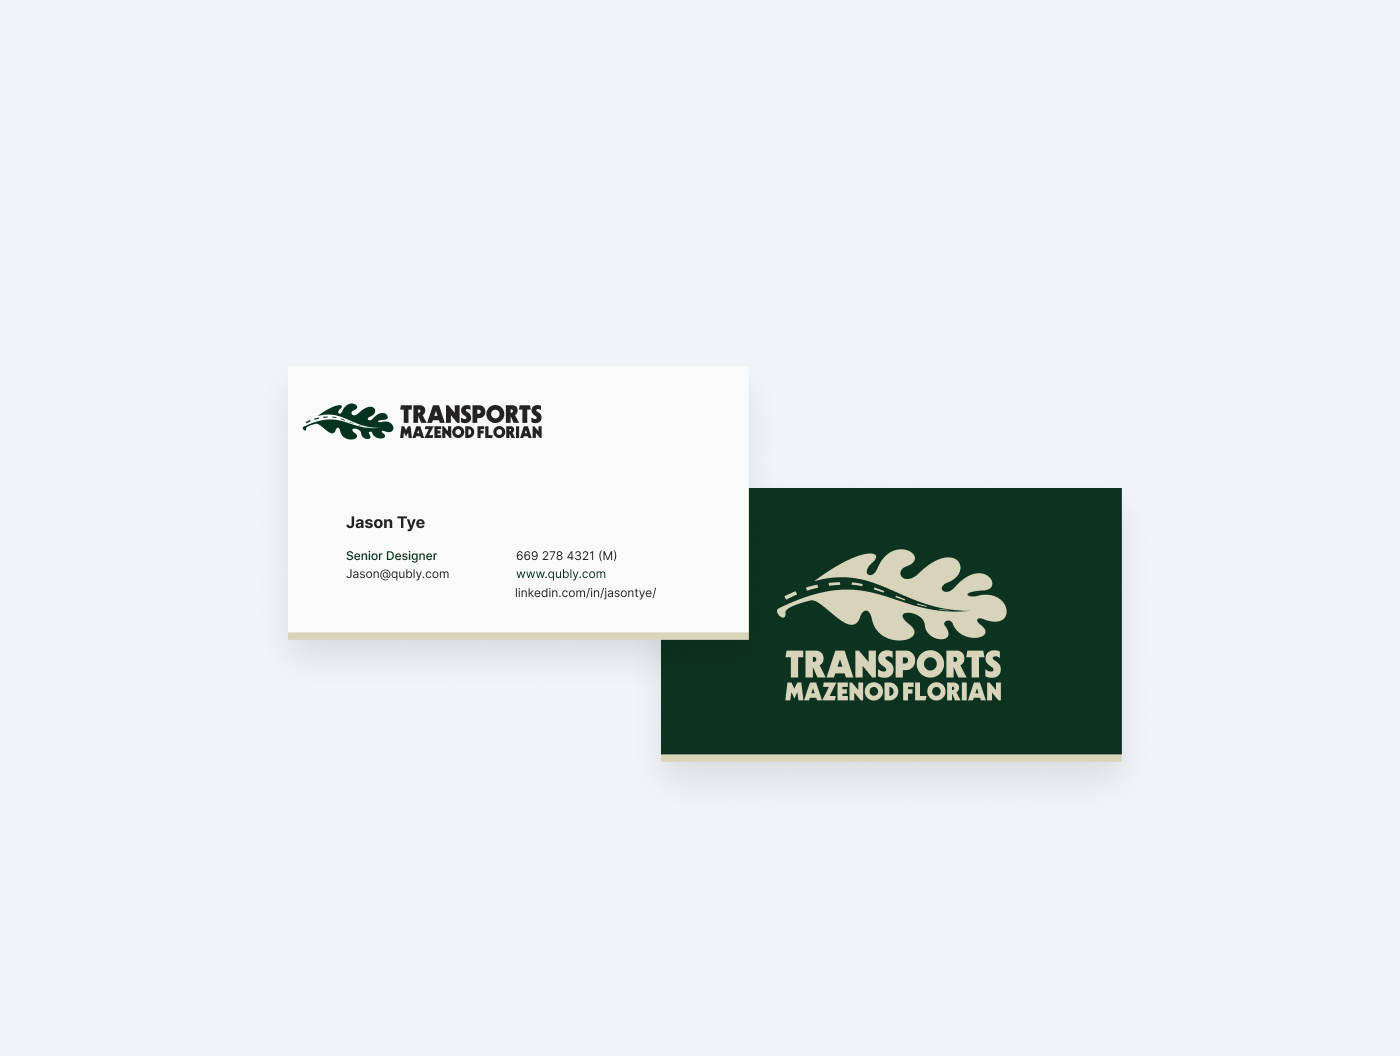 TRANSPORTS
MAZENOD FLORIAN
Jason Tye
Senior Designer
Jason@qubly.com
669 278 4321 (M)
www.qubly.com
linkedin.com/in/jasontye/
TRANSPORTS
MAZENOD FLORIAN